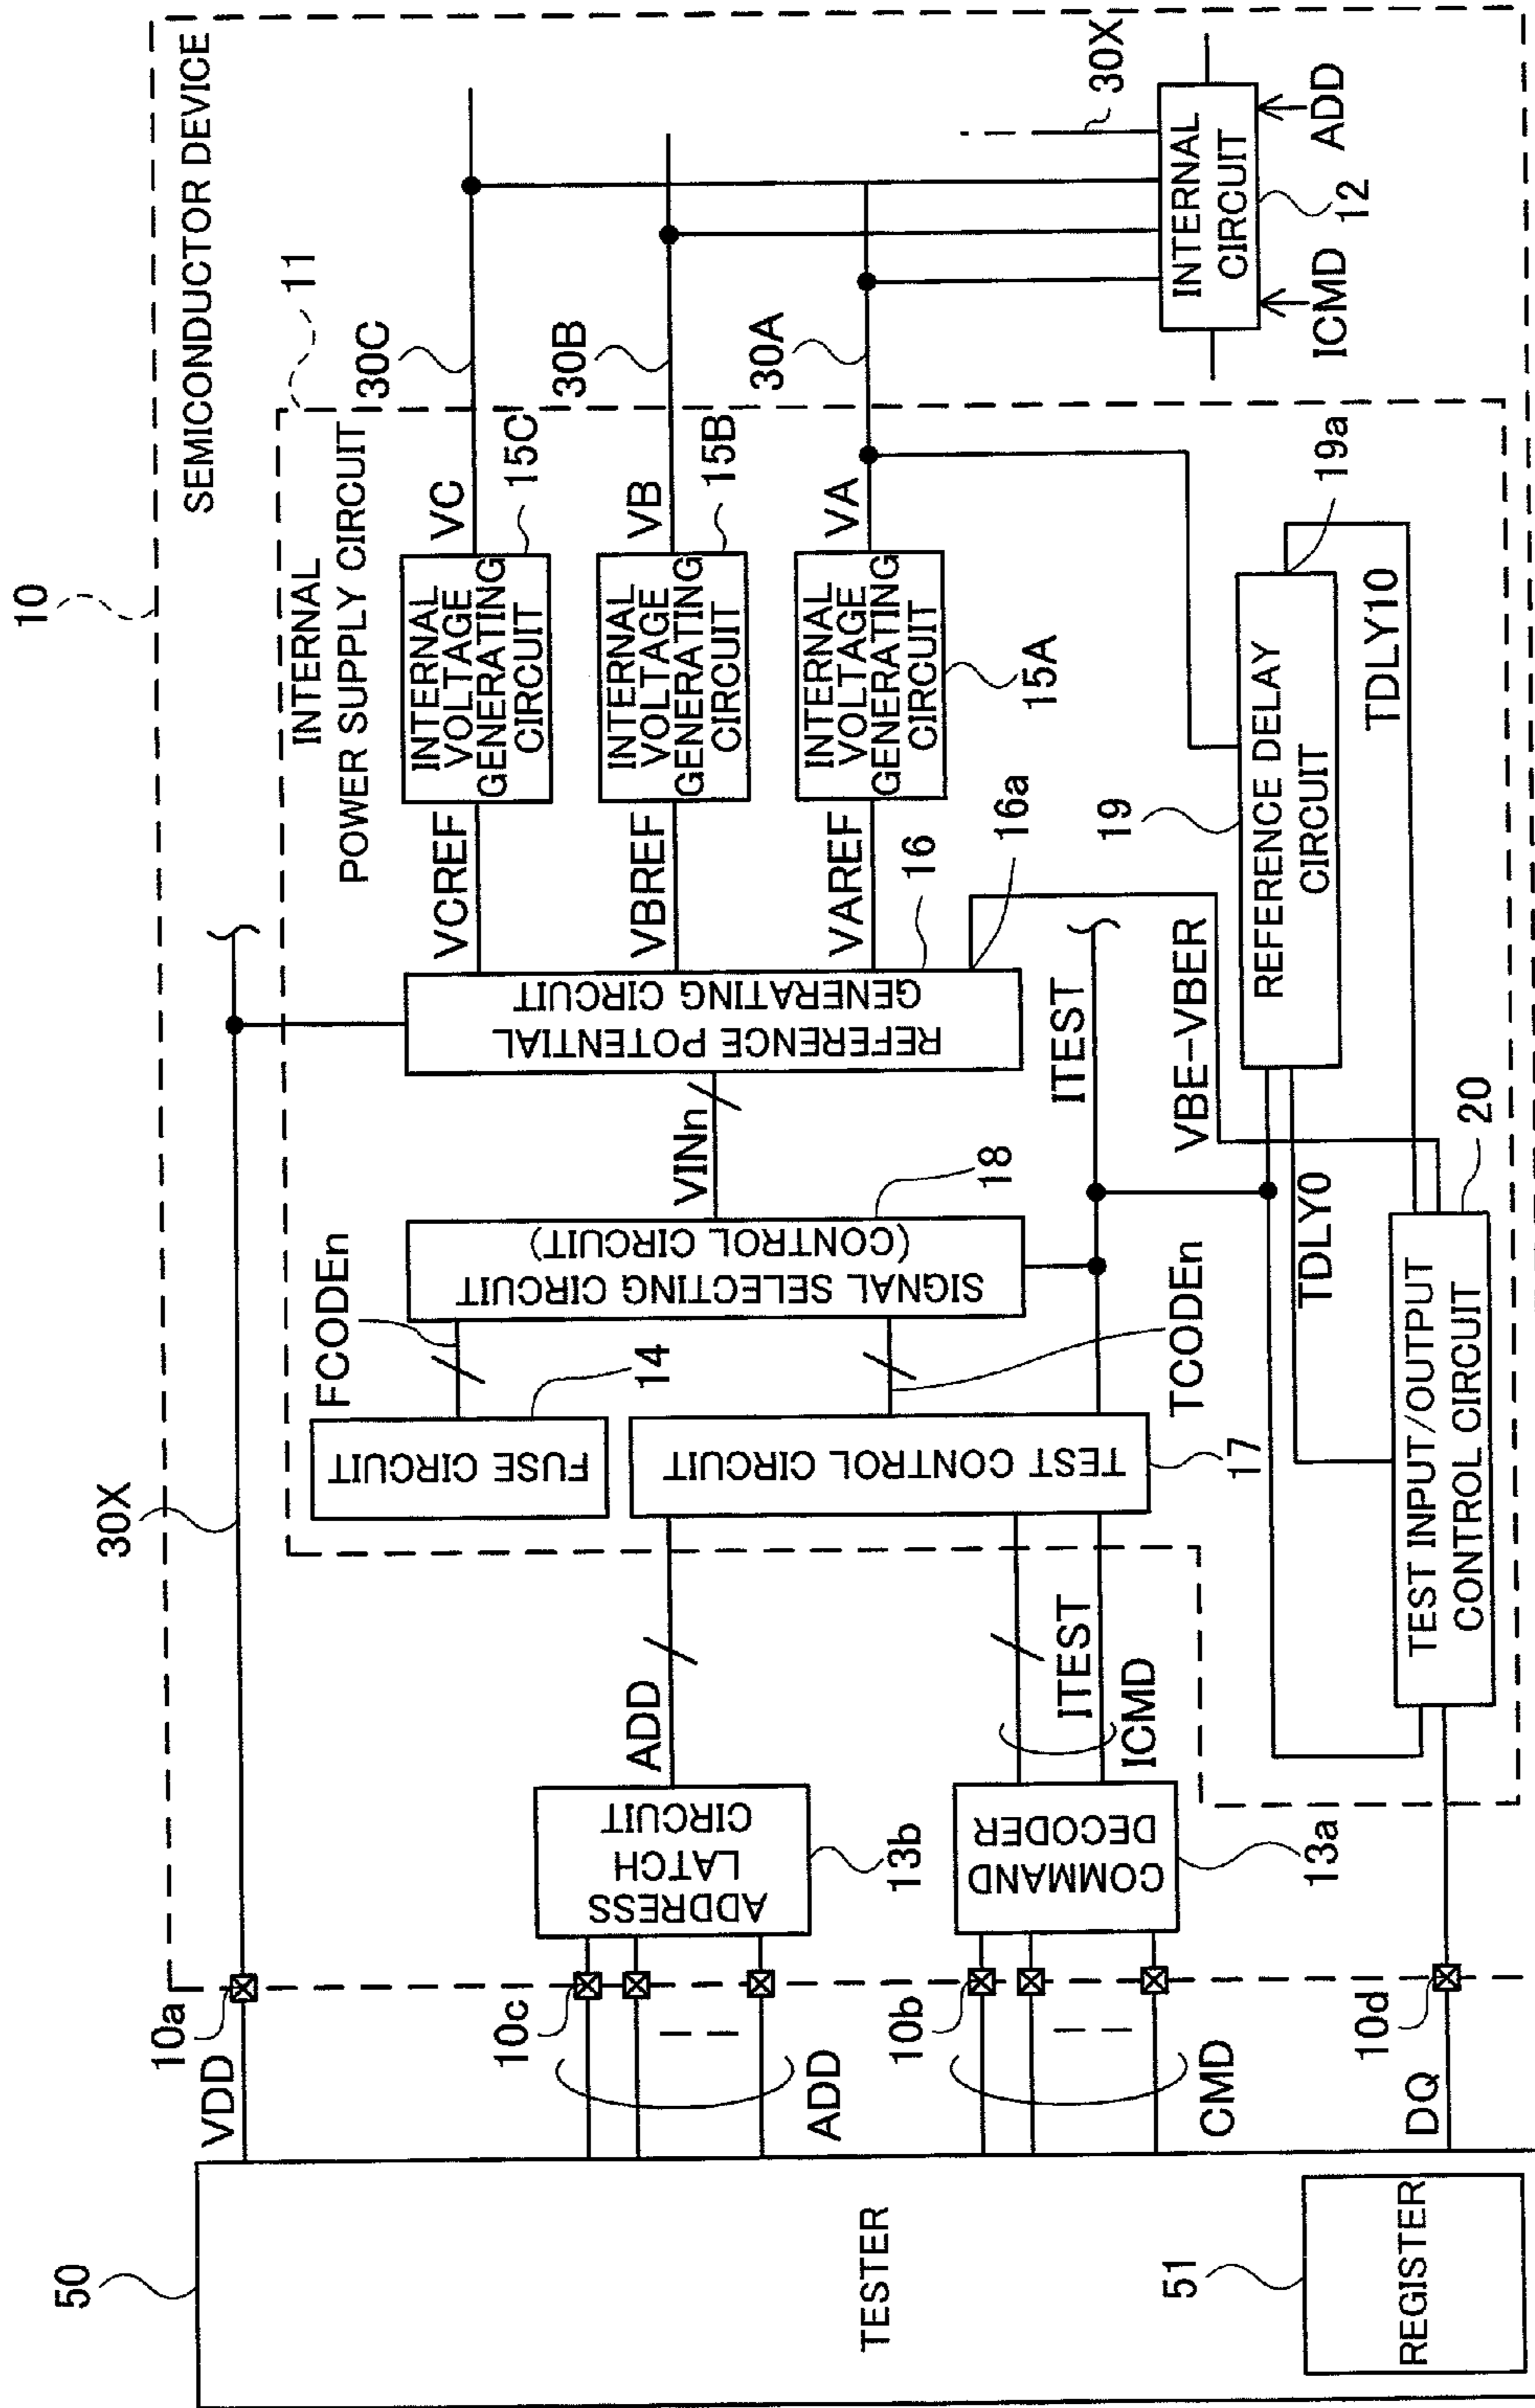 10
SEMICONDUCTOR DEVICE
11
INTERNAL
POWER SUPPLY CIRCUIT
50
VDD
10a
30X
30C
VC
15C
INTERNAL
VOLTAGE
GENERATING
CIRCUIT
VCREF
30B
VB
15B
INTERNAL
VOLTAGE
GENERATING
CIRCUIT
VBREF
30A
VA
15A
INTERNAL
VOLTAGE
GENERATING
CIRCUIT
VAREF
16
16a
REFERENCE POTENTIAL
GENERATING CIRCUIT
VINn
18
SIGNAL SELECTING CIRCUIT
(CONTROL CIRCUIT)
FCODEn
14
FUSE CIRCUIT
TCODEn
TEST CONTROL CIRCUIT
17
ITEST
VBE-VBER
ADD
ITEST
ICMD
ADDRESS
LATCH
CIRCUIT
13b
COMMAND
DECODER
13a
10c
ADD
10b
CMD
10d
DQ
TESTER
51
REGISTER
19
REFERENCE DELAY
CIRCUIT
19a
TDLY10
TDLY0
20
TEST INPUT/OUTPUT
CONTROL CIRCUIT
30X
INTERNAL
CIRCUIT
12
ICMD
ADD